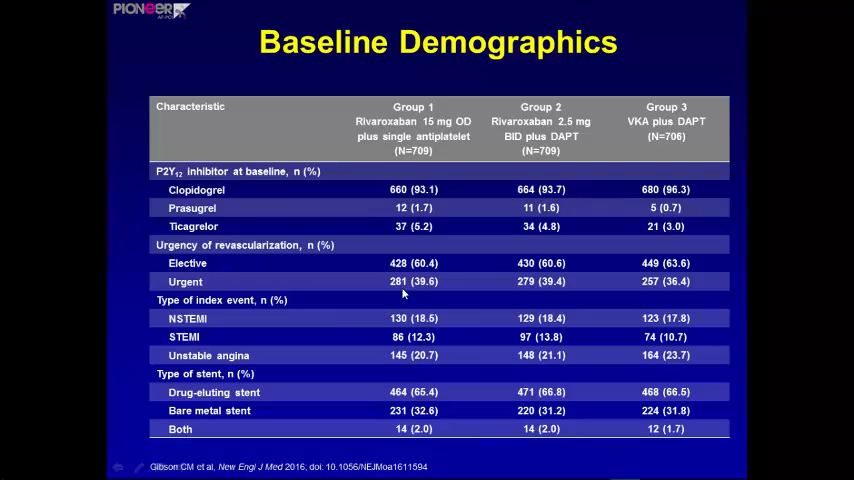 PIONEER
AF-PCI
Baseline Demographics
Characteristic Group 1 Group 2 Group 3
Rivaroxaban 15 mg OD Rivaroxaban 2.5 mg VKA plus DAPT
plus single antiplatelet BID plus DAPT (N=706)
(N=709) (N=709)
P2Y12 inhibitor at baseline, n (%)
Clopidogrel 660 (93.1) 664 (93.7) 680 (96.3)
Prasugrel 12 (1.7) 11 (1.6) 5 (0.7)
Ticagrelor 37 (5.2) 34 (4.8) 21 (3.0)
Urgency of revascularization, n (%)
Elective 428 (60.4) 430 (60.6) 449 (63.6)
Urgent 281 (39.6) 279 (39.4) 257 (36.4)
Type of index event, n (%)
NSTEMI 130 (18.5) 129 (18.4) 123 (17.8)
STEMI 86 (12.3) 97 (13.8) 74 (10.7)
Unstable angina 145 (20.7) 148 (21.1) 164 (23.7)
Type of stent, n (%)
Drug-eluting stent 464 (65.4) 471 (66.8) 468 (66.5)
Bare metal stent 231 (32.6) 220 (31.2) 224 (31.8)
Both 14 (2.0) 14 (2.0) 12 (1.7)
Gibson CM et al, New Engl J Med 2016; doi: 10.1056/NEJMoa1611594